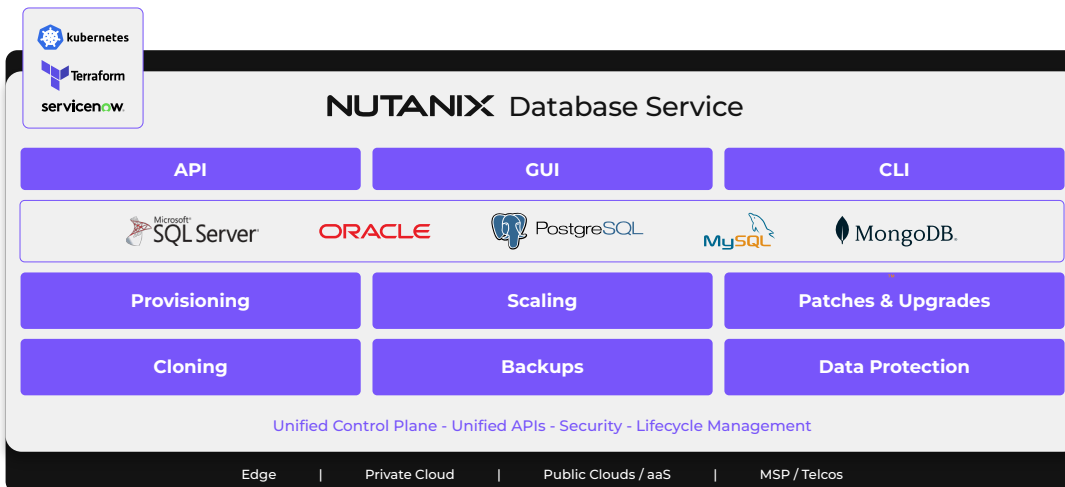 kubernetes
Terraform
servicenow.
NUTANIX Database Service
API GUI CLI
Microsoft® SQL Server® ORACLE PostgreSQL MySQL MongoDB.
Provisioning Scaling Patches & Upgrades
Cloning Backups Data Protection
Unified Control Plane - Unified APIs - Security - Lifecycle Management
Edge | Private Cloud | Public Clouds / aaS | MSP / Telcos